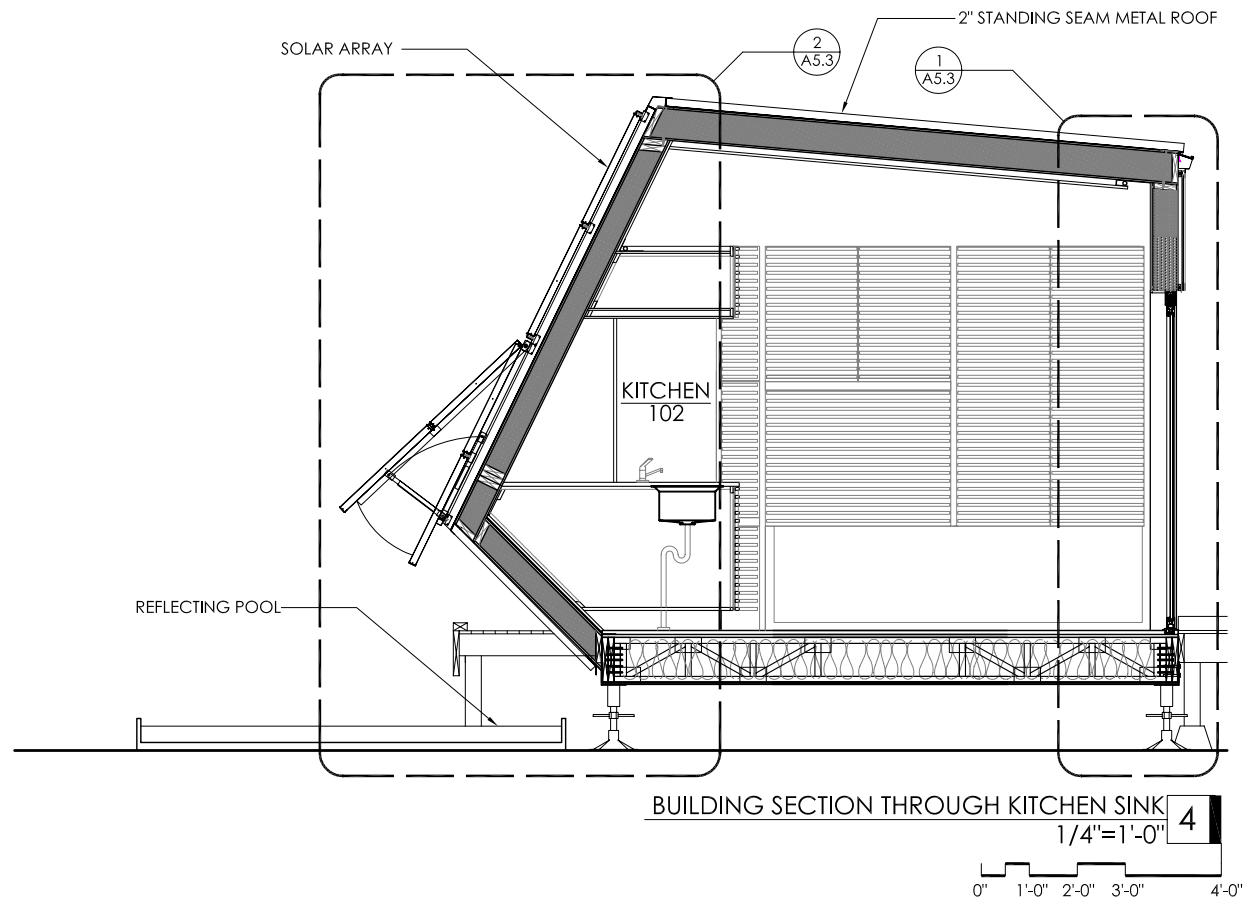 2" STANDING SEAM METAL ROOF
SOLAR ARRAY
2
A5.3
1
A5.3
KITCHEN
102
REFLECTING POOL
BUILDING SECTION THROUGH KITCHEN SINK
4
1/4"=1'-0"
0" 1'-0" 2'-0" 3'-0" 4'-0"